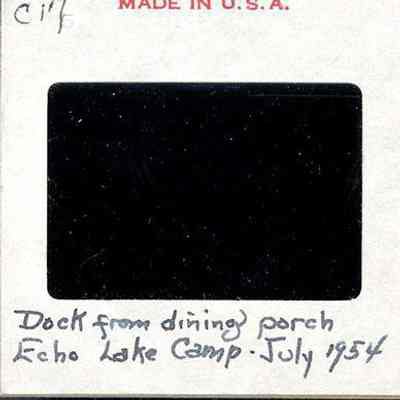 MADE IN U.S.A.
Dock from dining porch
Echo Lake Camp - July 1954